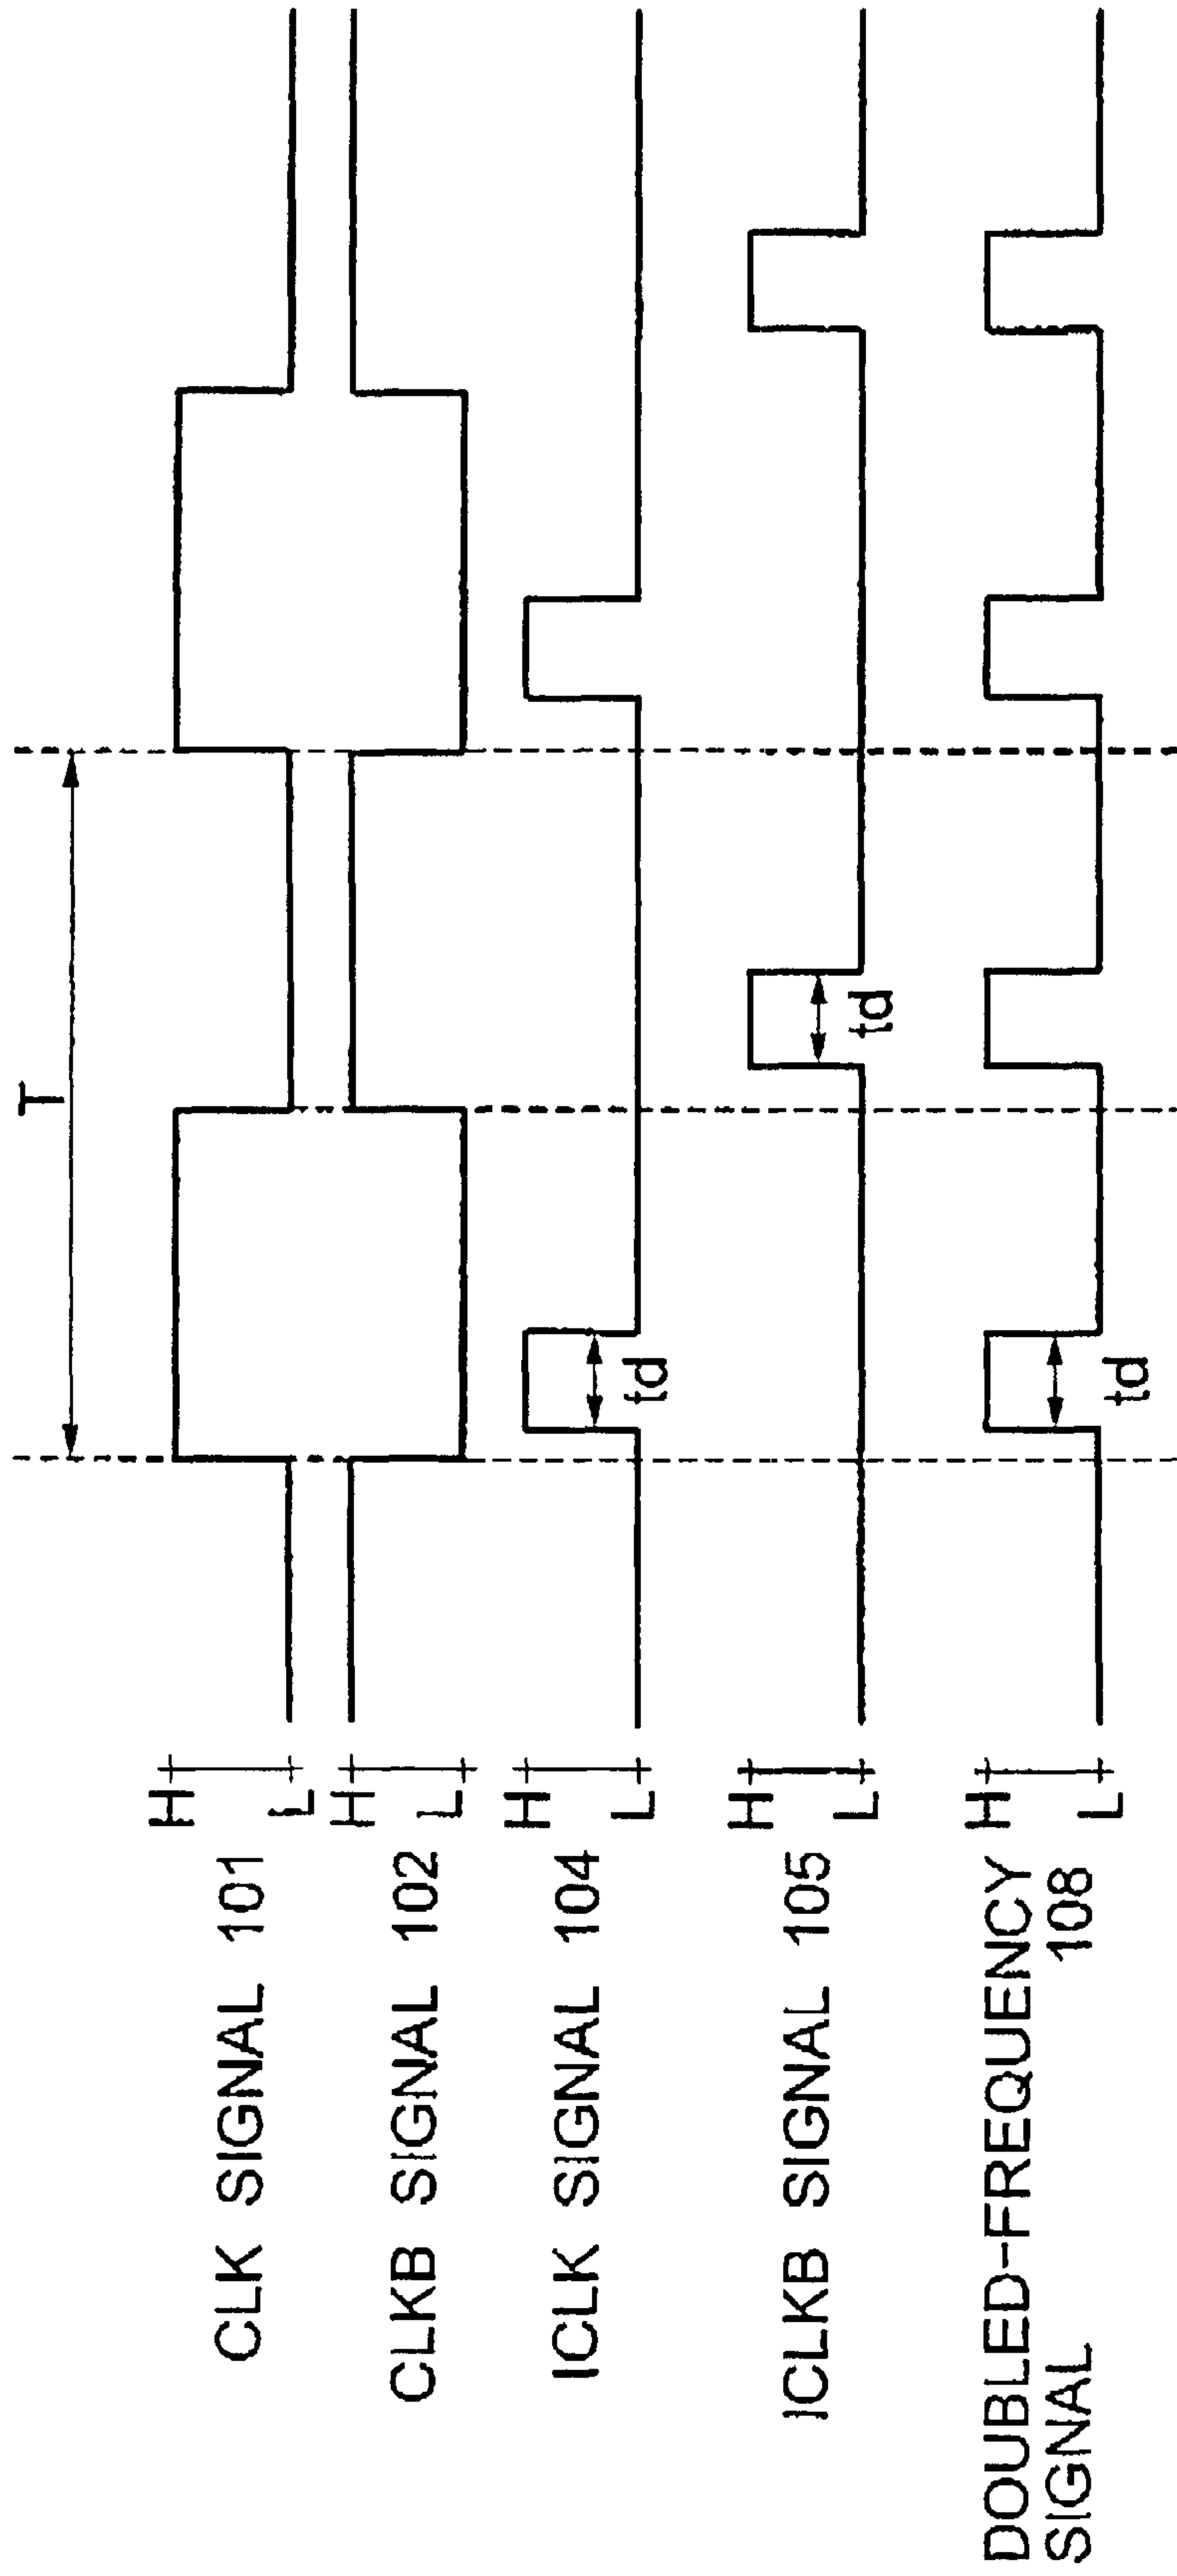 T
CLK SIGNAL 101
H
L
CLKB SIGNAL 102
H
L
ICLK SIGNAL 104
H
L
td
ICLKB SIGNAL 105
H
L
td
DOUBLED-FREQUENCY
SIGNAL 108
H
L
td